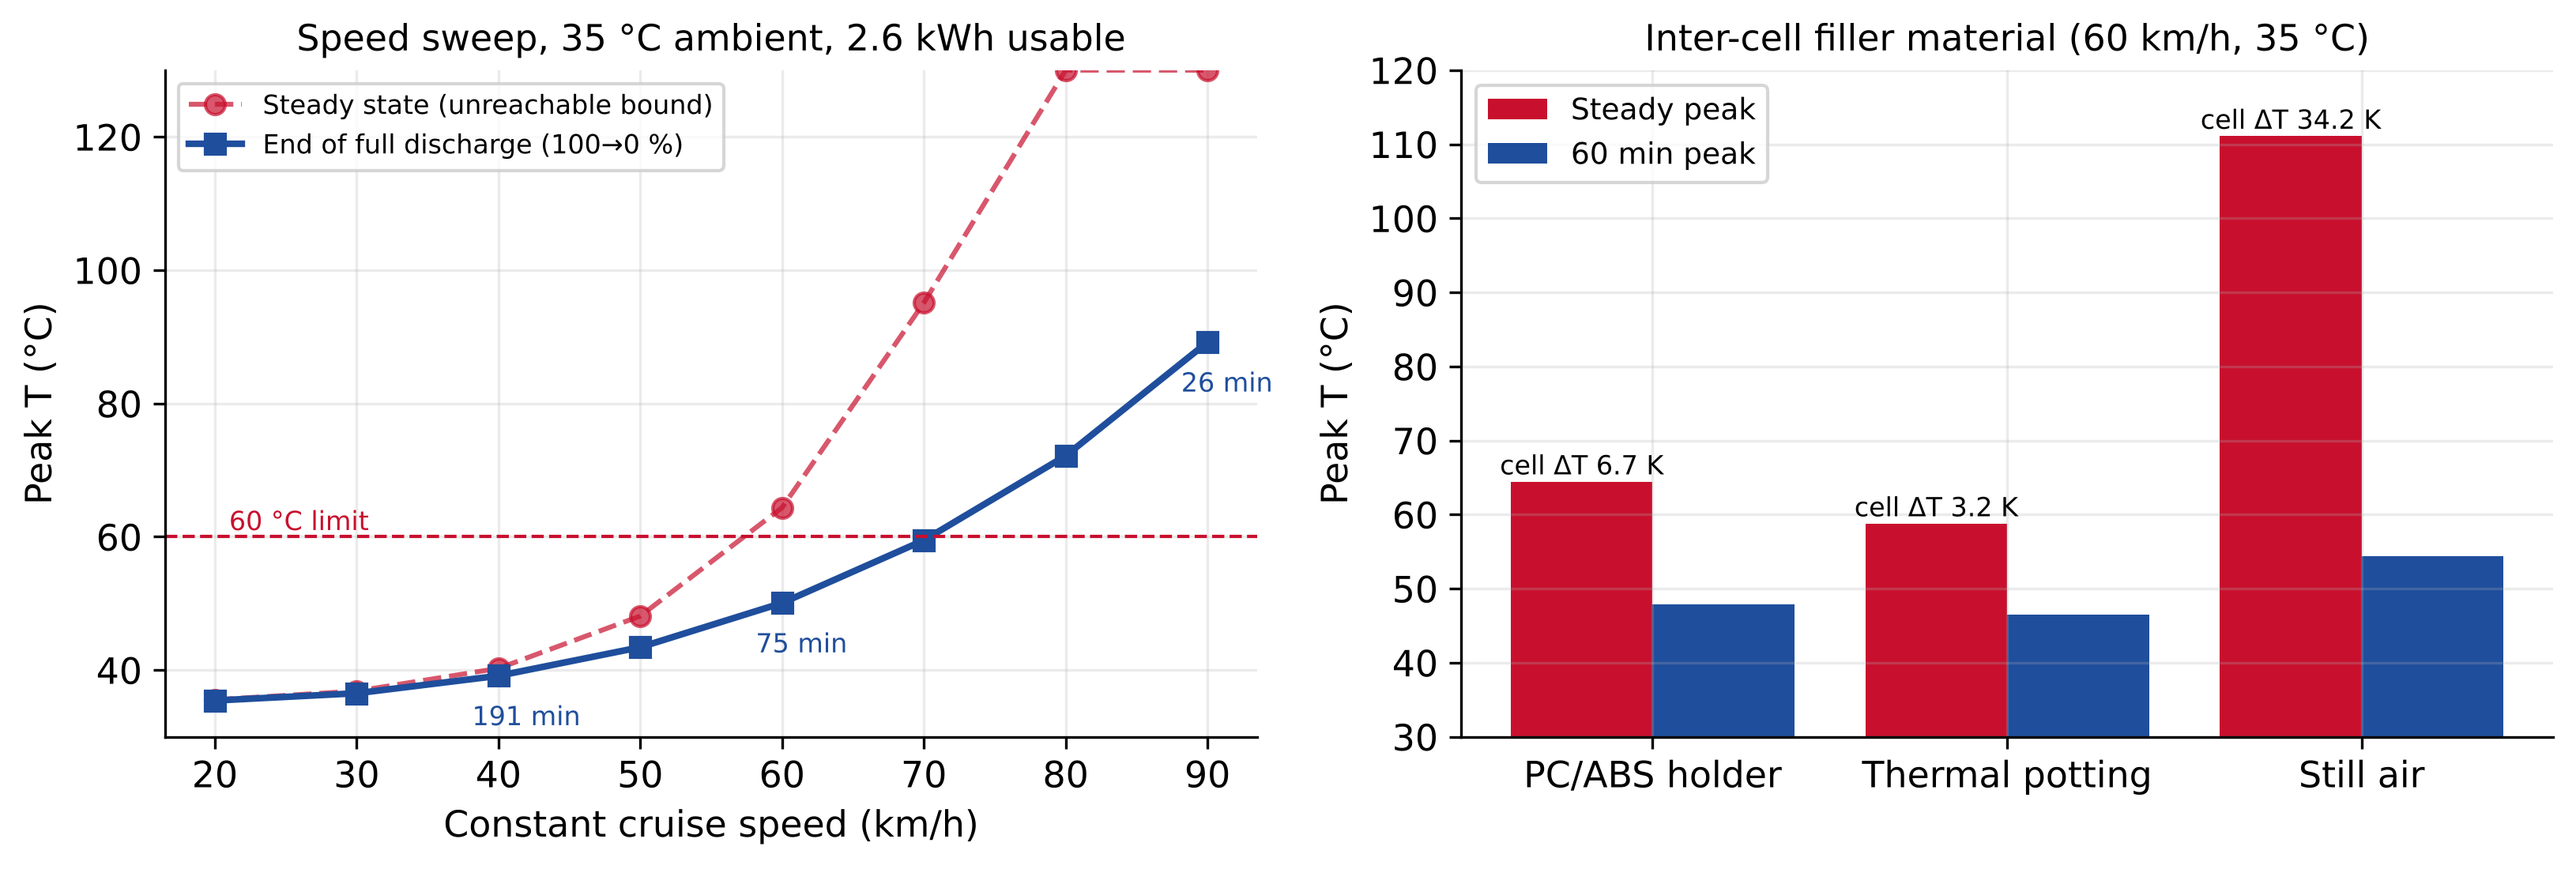 Speed sweep, 35 °C ambient, 2.6 kWh usable
Peak T (°C)
120
100
80
60
40
Steady state (unreachable bound)
End of full discharge (100→0 %)
60 °C limit
191 min
75 min
26 min
20 30 40 50 60 70 80 90
Constant cruise speed (km/h)
Inter-cell filler material (60 km/h, 35 °C)
Peak T (°C)
120
110
100
90
80
70
60
50
40
30
Steady peak
60 min peak
cell ΔT 6.7 K
cell ΔT 3.2 K
cell ΔT 34.2 K
PC/ABS holder Thermal potting Still air